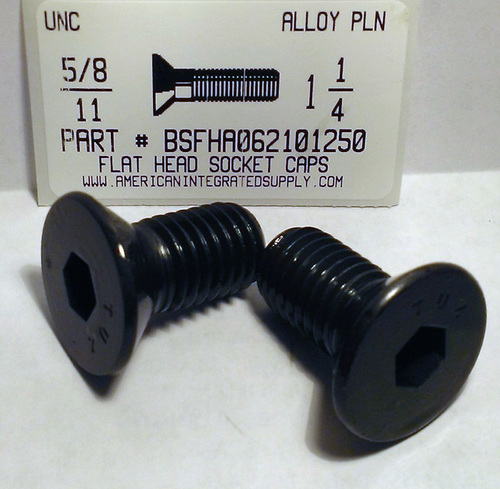 UNC ALLOY PLN
5/8
11
1 1/4
PART # BSFHA062101250
FLAT HEAD SOCKET CAPS
WWW.AMERICANINTEGRATEDSUPPLY.COM